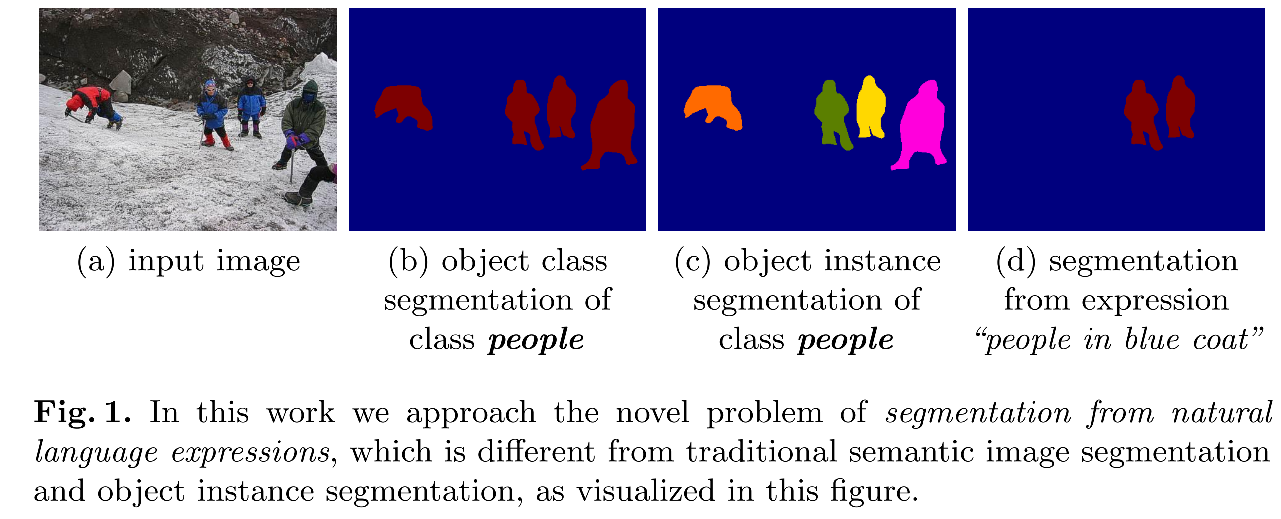 (a) input image
(b) object class
segmentation of
class people
(c) object instance
segmentation of
class people
(d) segmentation
from expression
“people in blue coat”
Fig. 1. In this work we approach the novel problem of segmentation from natural
language expressions, which is different from traditional semantic image segmentation
and object instance segmentation, as visualized in this figure.